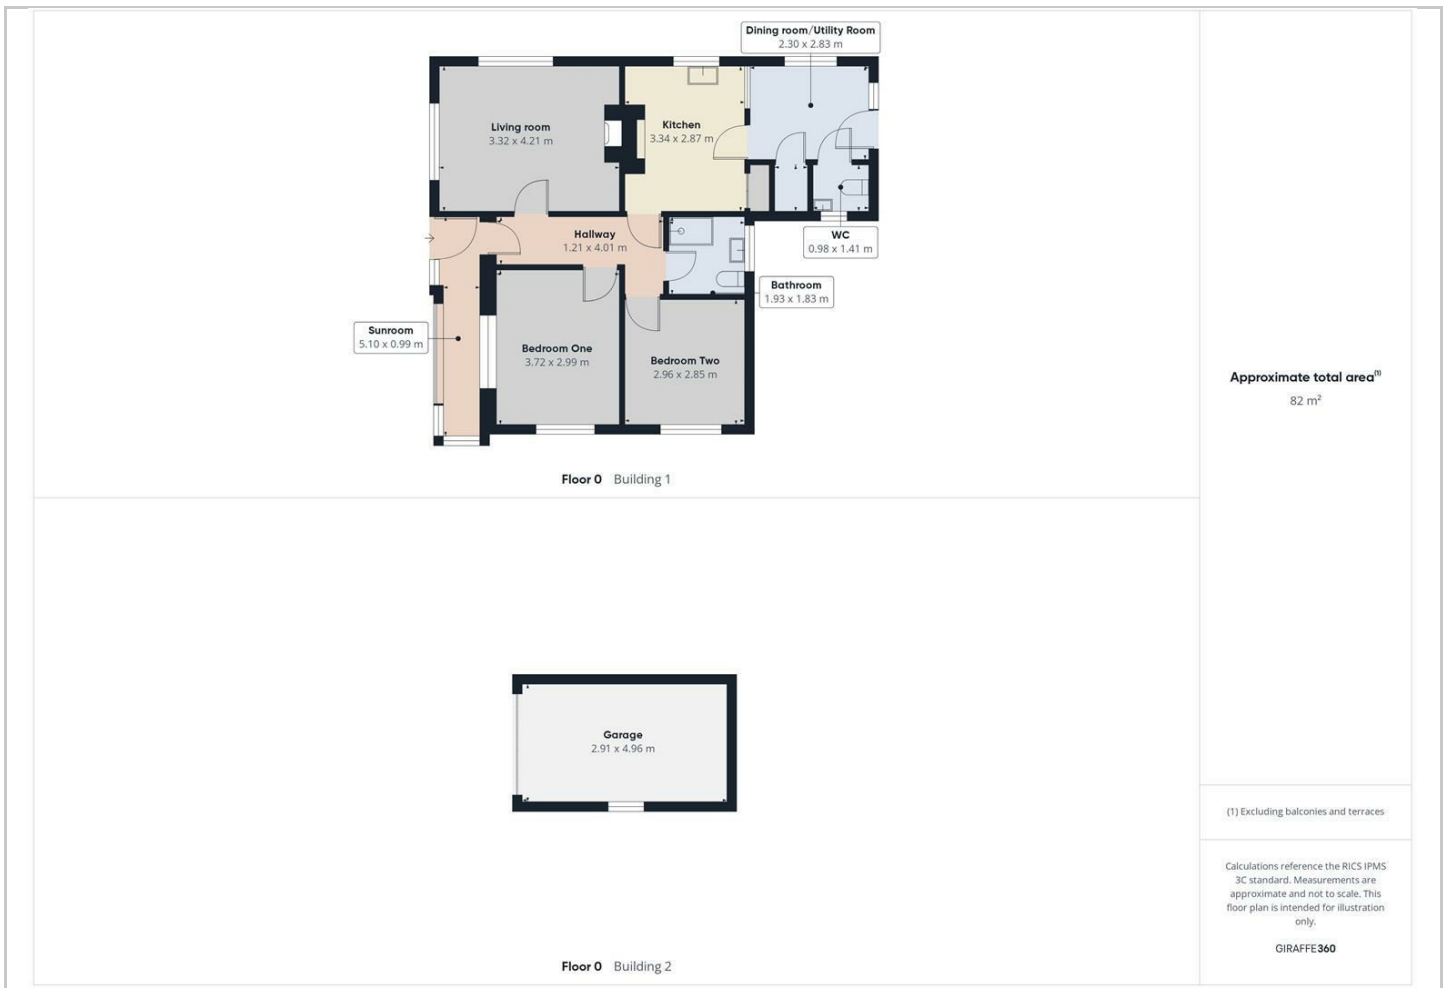 Dining room/Utility Room
2.30 x 2.83 m
Living room
3.32 x 4.21 m
Kitchen
3.34 x 2.87 m
Hallway
1.21 x 4.01 m
WC
0.98 x 1.41 m
Bathroom
1.93 x 1.83 m
Sunroom
5.10 x 0.99 m
Bedroom One
3.72 x 2.99 m
Bedroom Two
2.96 x 2.85 m
Floor 0 Building 1
Garage
2.91 x 4.96 m
Floor 0 Building 2
Approximate total area(1)
82 m²
(1) Excluding balconies and terraces
Calculations reference the RICS IPMS
3C standard. Measurements are
approximate and not to scale. This
floor plan is intended for illustration
only.
GIRAFFE360